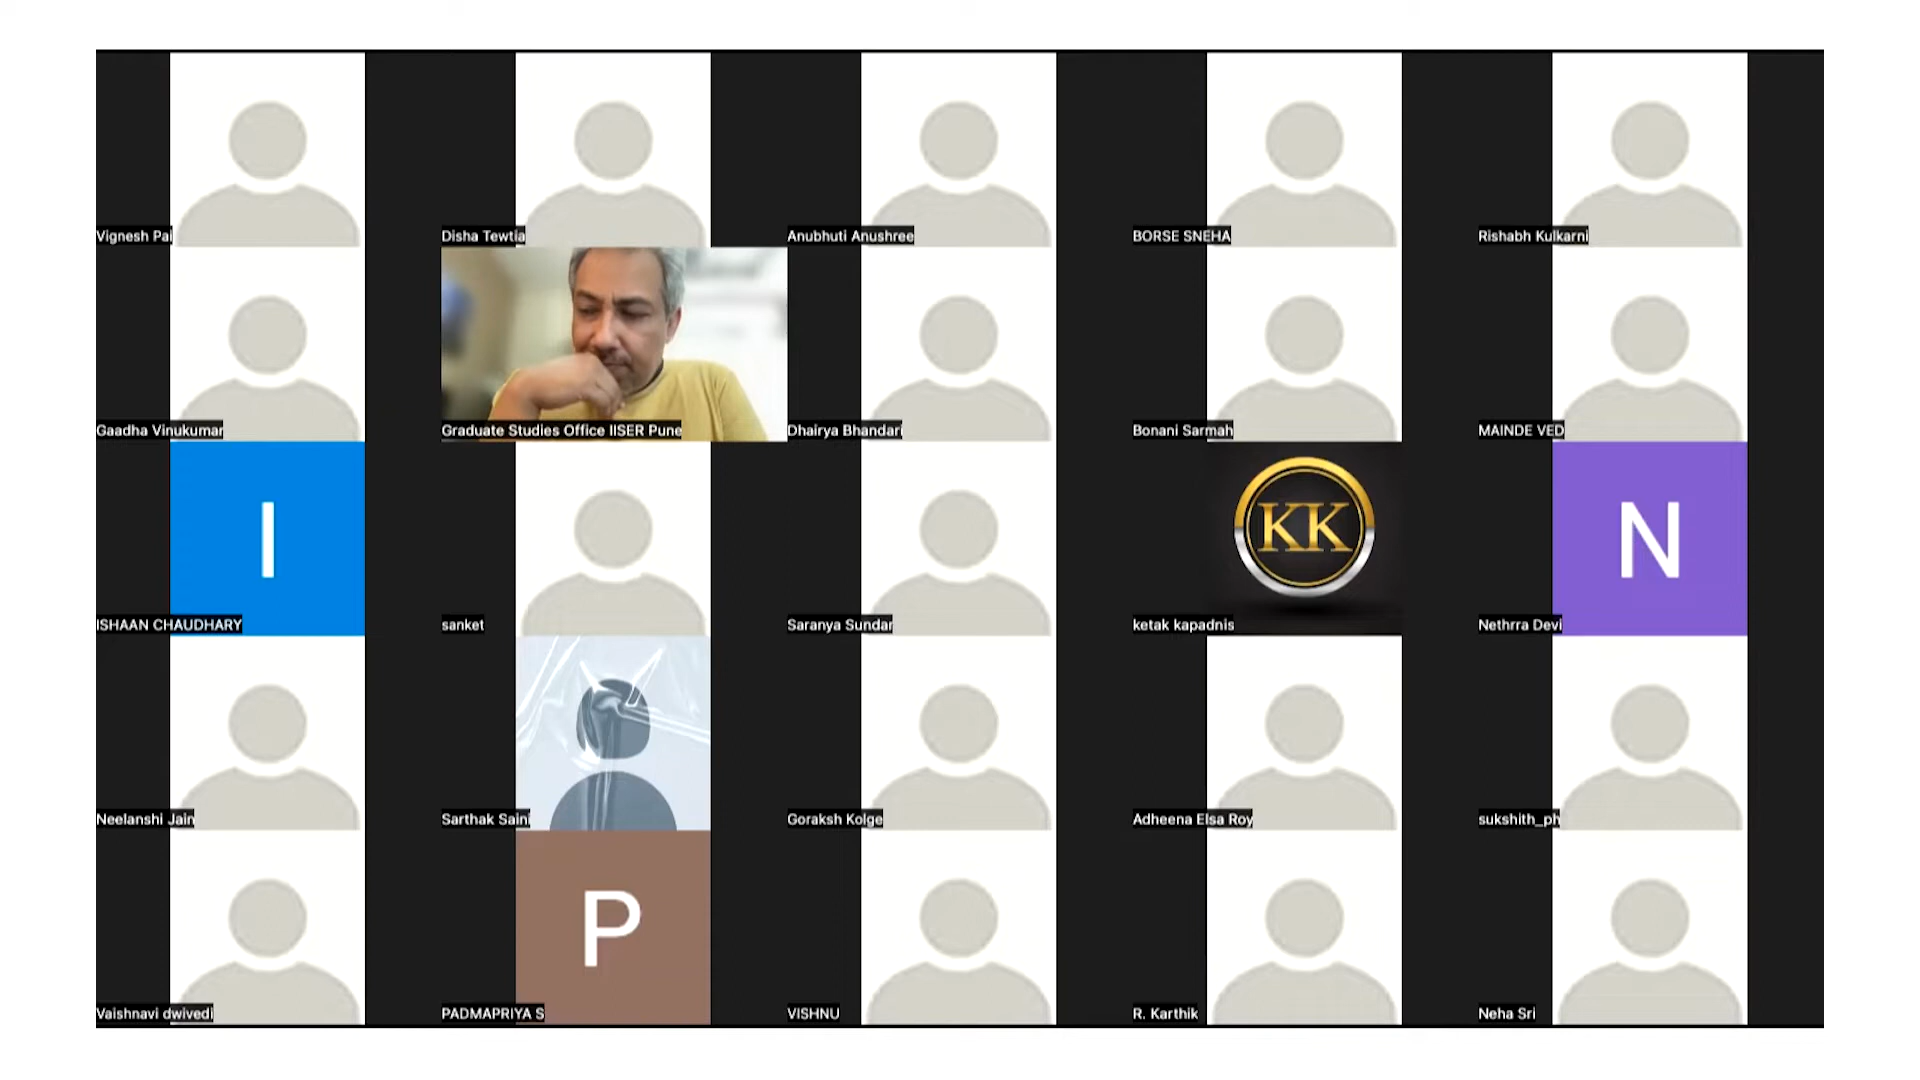 Vignesh Pai
Disha Tewtia
Anubhuti Anushree
BORSE SNEHA
Rishabh Kulkarni
Gaadha Vinukumar
Graduate Studies Office IISER Pune
Dhairya Bhandari
Bonani Sarmah
MAINDE VED
I
KK
N
ISHAAN CHAUDHARY
sanket
Saranya Sundar
ketak kapadnis
Nethrra Devi
Neelanshi Jain
Sarthak Saini
Goraksh Kolge
Adheena Elsa Roy
sukshith_ph
P
Vaishnavi dwivedi
PADMAPRIYA S
VISHNU
R. Karthik
Neha Sri